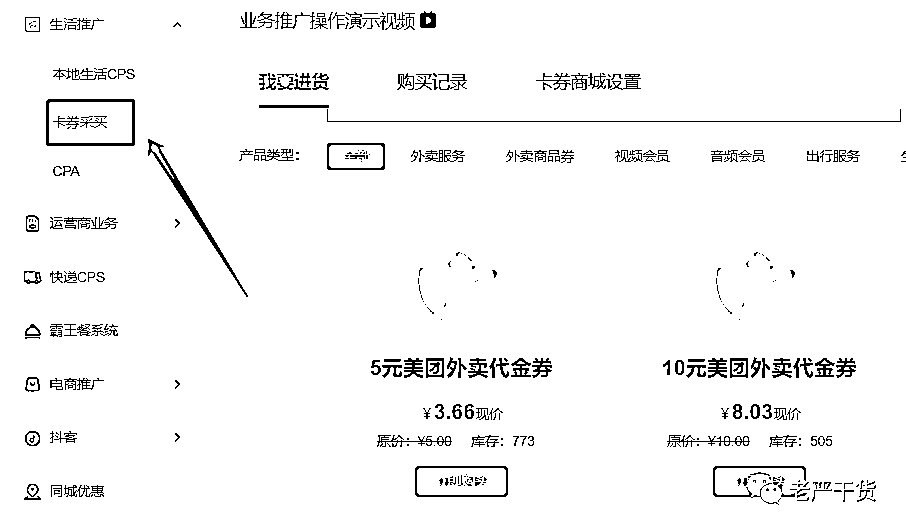 生活推广
本地生活CPS
卡券采买
CPA
运营商业务
快递CPS
霸王餐系统
电商推广
抖客
同城优惠
业务推广操作演示视频
我要进货 购买记录 卡券商城设置
产品类型： 外卖服务 外卖商品券 视频会员 音频会员 出行服务
5元美团外卖代金券 10元美团外卖代金券
¥3.66现价 ¥8.03现价
原价：¥5.00 库存：773 原价：¥10.00 库存：505
老严干货